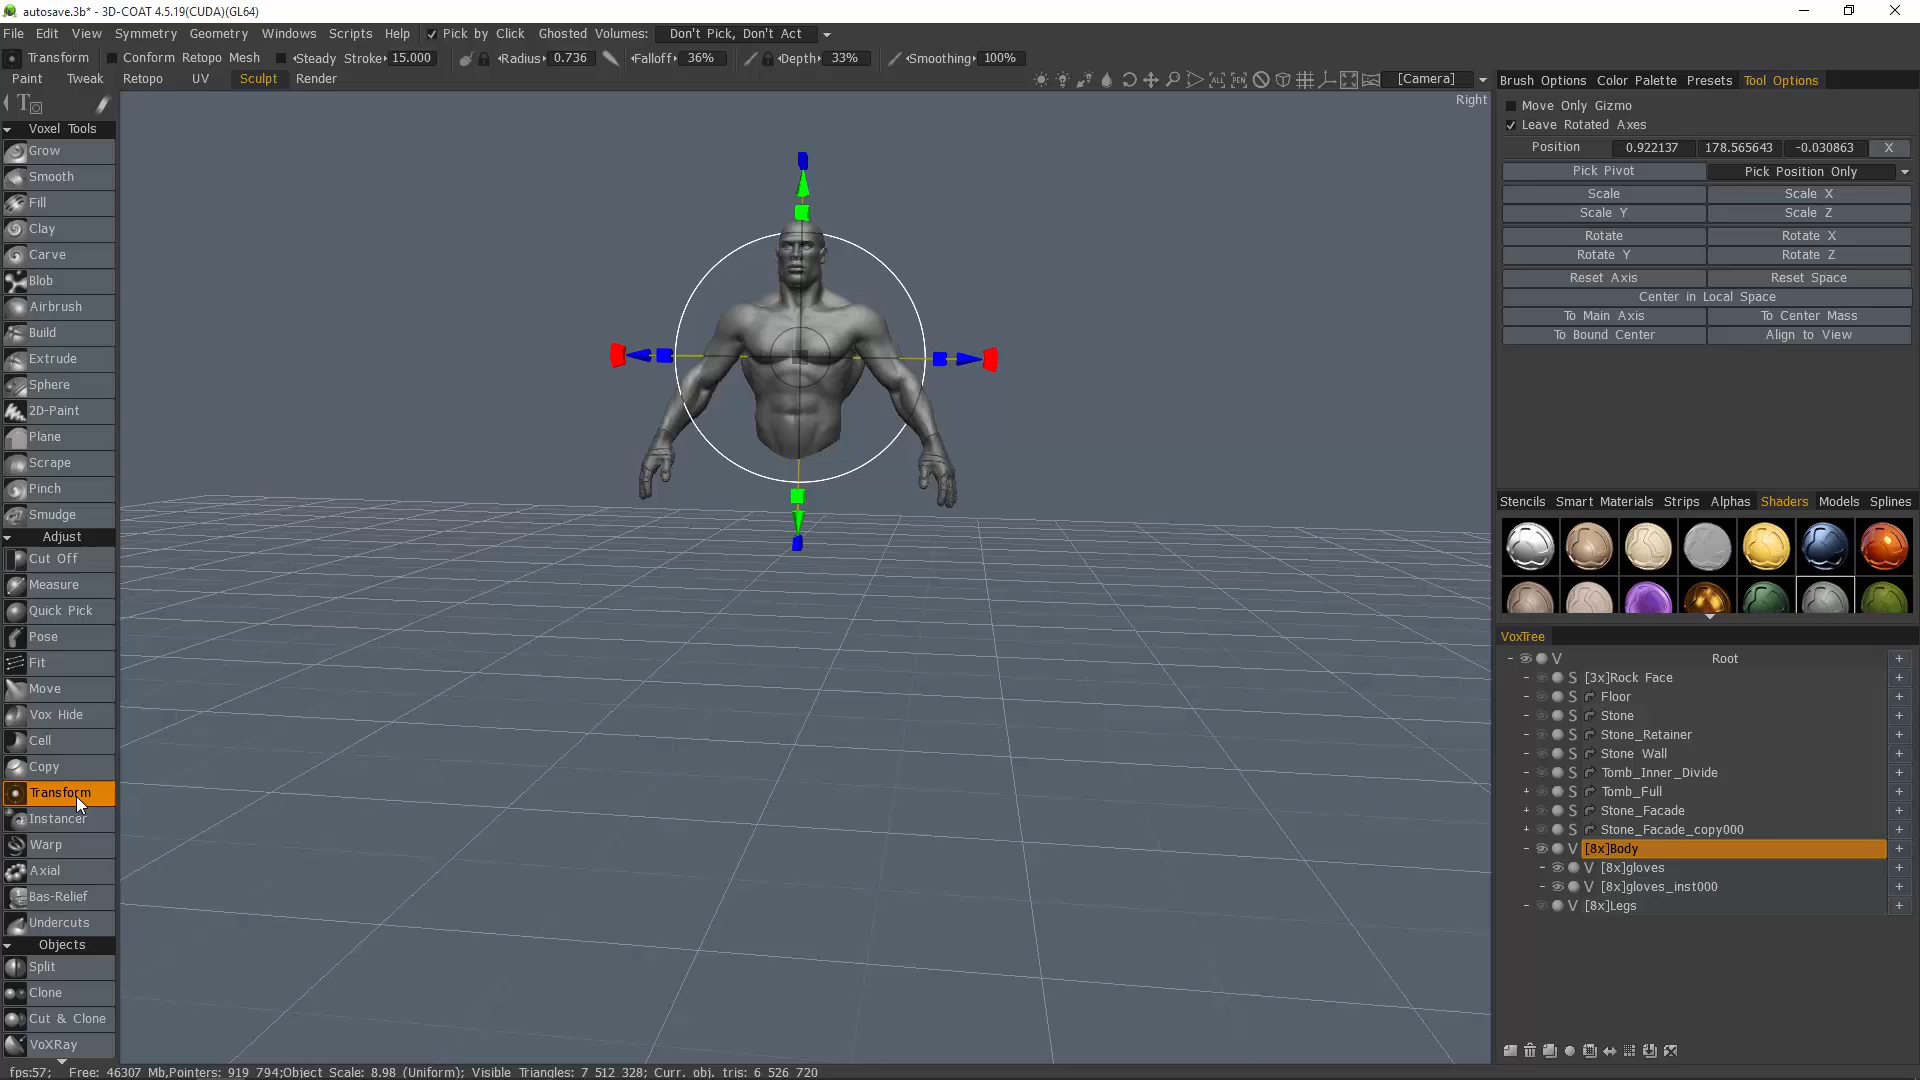 autosave.3b* - 3D-COAT 4.5.19(CUDA)(GL64)
File Edit View Symmetry Geometry Windows Scripts Help Pick by Click Ghosted Volumes: Don't Pick, Don't Act
Transform Conform Retopo Mesh Steady Stroke 15.000 Radius 0.736 Falloff 36% Depth 33% Smoothing 100%
Paint Tweak Retopo UV Sculpt Render [Camera]
Right
Voxel Tools
Grow
Smooth
Fill
Clay
Carve
Blob
Airbrush
Build
Extrude
Sphere
2D-Paint
Plane
Scrape
Pinch
Smudge
Adjust
Cut Off
Measure
Quick Pick
Pose
Fit
Move
Vox Hide
Cell
Copy
Transform
Instancer
Warp
Axial
Bas-Relief
Undercuts
Objects
Split
Clone
Cut & Clone
VoXRay
Brush Options Color Palette Presets Tool Options
Move Only Gizmo
Leave Rotated Axes
Position 0.922137 178.565643 -0.030863 X
Pick Pivot Pick Position Only
Scale Scale X
Scale Y Scale Z
Rotate Rotate X
Rotate Y Rotate Z
Reset Axis Reset Space
Center in Local Space
To Main Axis To Center Mass
To Bound Center Align to View
Stencils Smart Materials Strips Alphas Shaders Models Splines
VoxTree
V Root +
S [3x]Rock Face +
S Floor +
S Stone +
S Stone_Retainer +
S Stone Wall +
S Tomb_Inner_Divide +
S Tomb_Full +
S Stone_Facade +
S Stone_Facade_copy000 +
V [8x]Body +
V [8x]gloves +
V [8x]gloves_inst000 +
V [8x]Legs +
fps:57; Free: 46307 Mb,Pointers: 919 794;Object Scale: 8.98 (Uniform); Visible Triangles: 7 512 328; Curr. obj. tris: 6 526 720